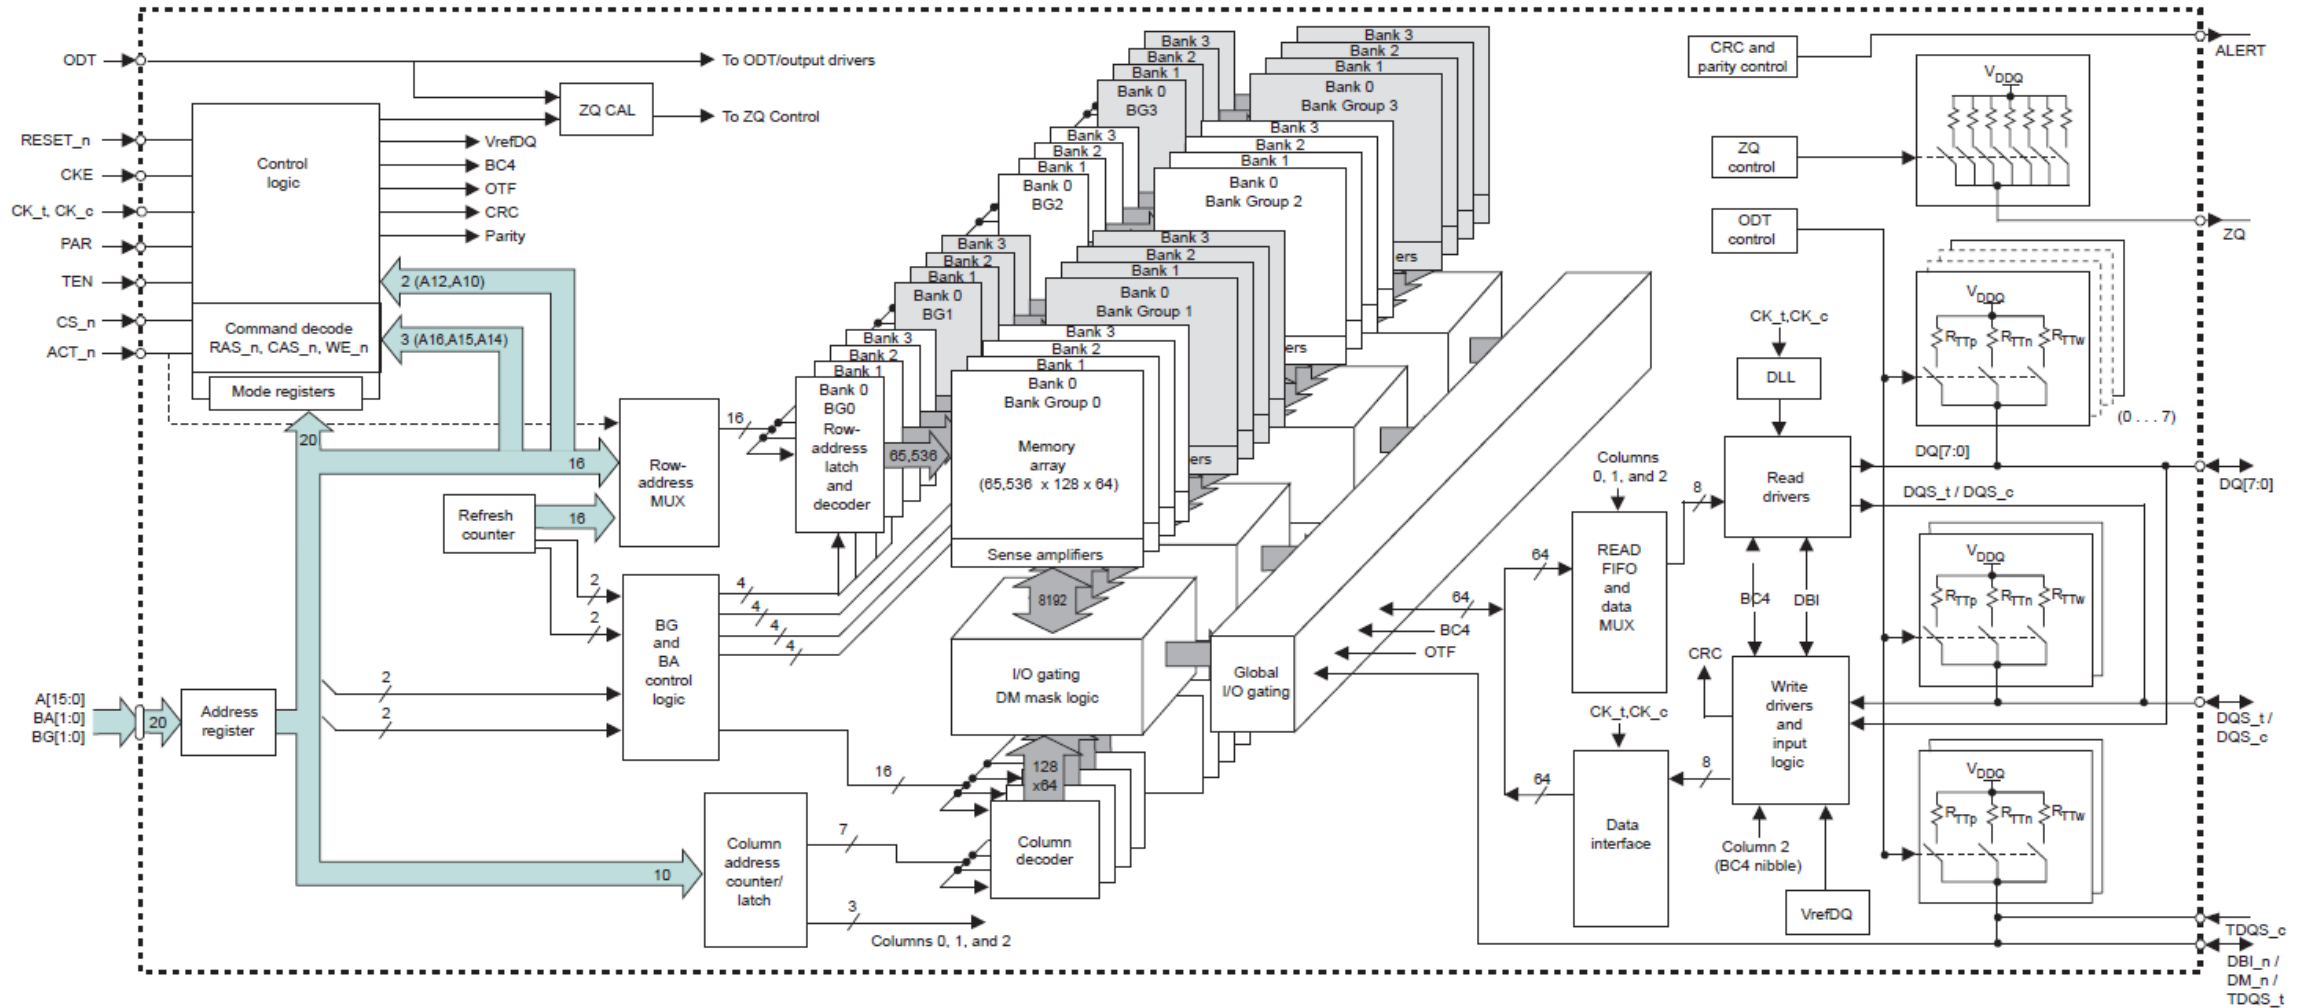 ODT
To ODT/output drivers
ZQ CAL
To ZQ Control
RESET_n
CKE
CK_t, CK_c
PAR
TEN
CS_n
ACT_n
Control
logic
VrefDQ
BC4
OTF
CRC
Parity
2 (A12,A10)
Command decode
RAS_n, CAS_n, WE_n
3 (A16,A15,A14)
Mode registers
20
16
Row-
address
MUX
16
Refresh
counter
16
2
2
BG
and
BA
control
logic
4
4
4
4
2
2
16
A[15:0]
BA[1:0]
BG[1:0]
20
Address
register
10
Column
address
counter/
latch
7
3
Columns 0, 1, and 2
Bank 3
Bank 2
Bank 1
Bank 0
BG3
Bank 3
Bank 2
Bank 1
Bank 0
BG2
Bank 3
Bank 2
Bank 1
Bank 0
BG1
Bank 3
Bank 2
Bank 1
Bank 0
BG0
Row-
address
latch
and
decoder
65,536
Bank 3
Bank 2
Bank 1
Bank 0
Bank Group 3
ers
Bank 3
Bank 2
Bank 1
Bank 0
Bank Group 2
ers
Bank 3
Bank 2
Bank 1
Bank 0
Bank Group 1
ers
Bank 3
Bank 2
Bank 1
Bank 0
Bank Group 0
Memory
array
(65,536 x 128 x 64)
Sense amplifiers
8192
I/O gating
DM mask logic
128
x64
Column
decoder
Global
I/O gating
64
BC4
OTF
64
64
Columns
0, 1, and 2
READ
FIFO
and
data
MUX
8
CK_t,CK_c
Data
interface
8
CK_t,CK_c
DLL
Read
drivers
BC4
DBI
CRC
Write
drivers
and
input
logic
Column 2
(BC4 nibble)
VrefDQ
CRC and
parity control
ZQ
control
ODT
control
VDDQ
VDDQ
RTTp
RTTn
RTTw
(0 . . . 7)
DQ[7:0]
DQS_t / DQS_c
VDDQ
RTTp
RTTn
RTTw
VDDQ
RTTp
RTTn
RTTw
ALERT
ZQ
DQ[7:0]
DQS_t /
DQS_c
TDQS_c
DBI_n /
DM_n /
TDQS_t